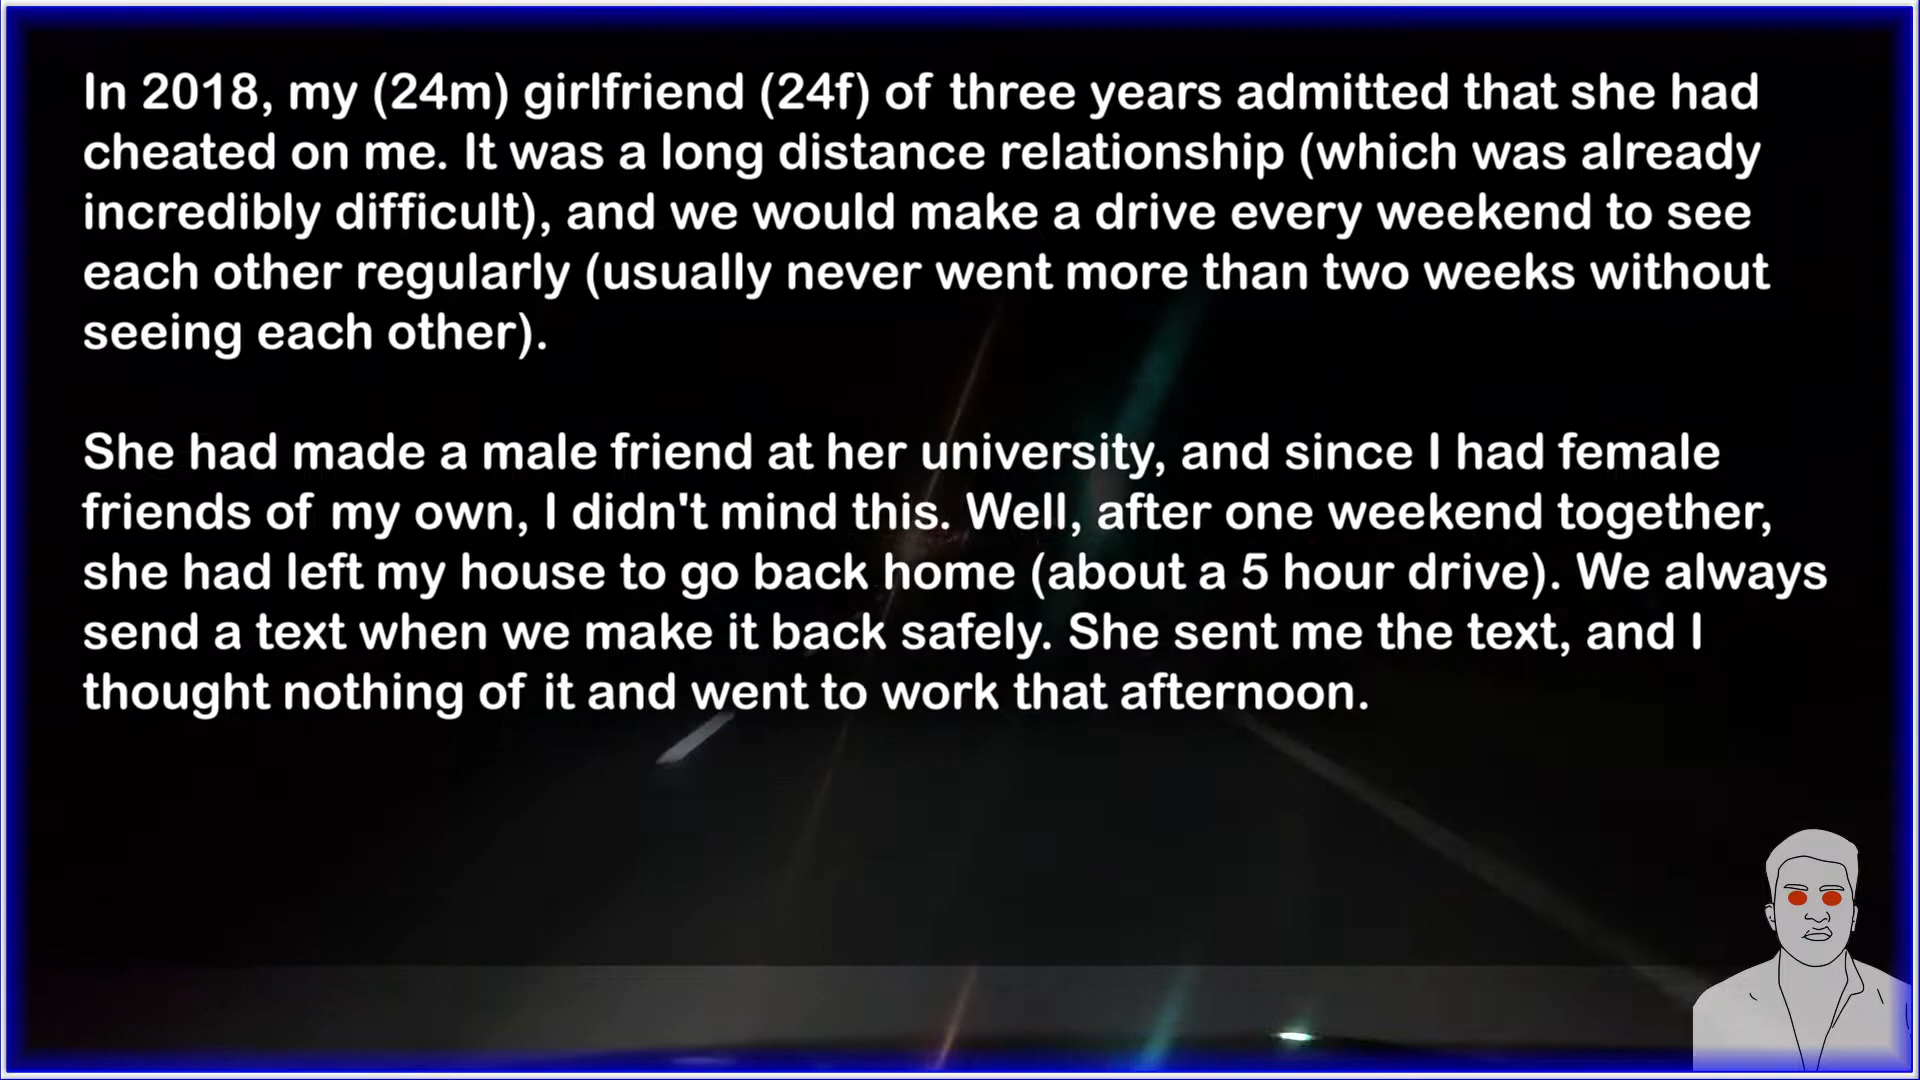 In 2018, my (24m) girlfriend (24f) of three years admitted that she had
cheated on me. It was a long distance relationship (which was already
incredibly difficult), and we would make a drive every weekend to see
each other regularly (usually never went more than two weeks without
seeing each other).
She had made a male friend at her university, and since I had female
friends of my own, I didn't mind this. Well, after one weekend together,
she had left my house to go back home (about a 5 hour drive). We always
send a text when we make it back safely. She sent me the text, and I
thought nothing of it and went to work that afternoon.